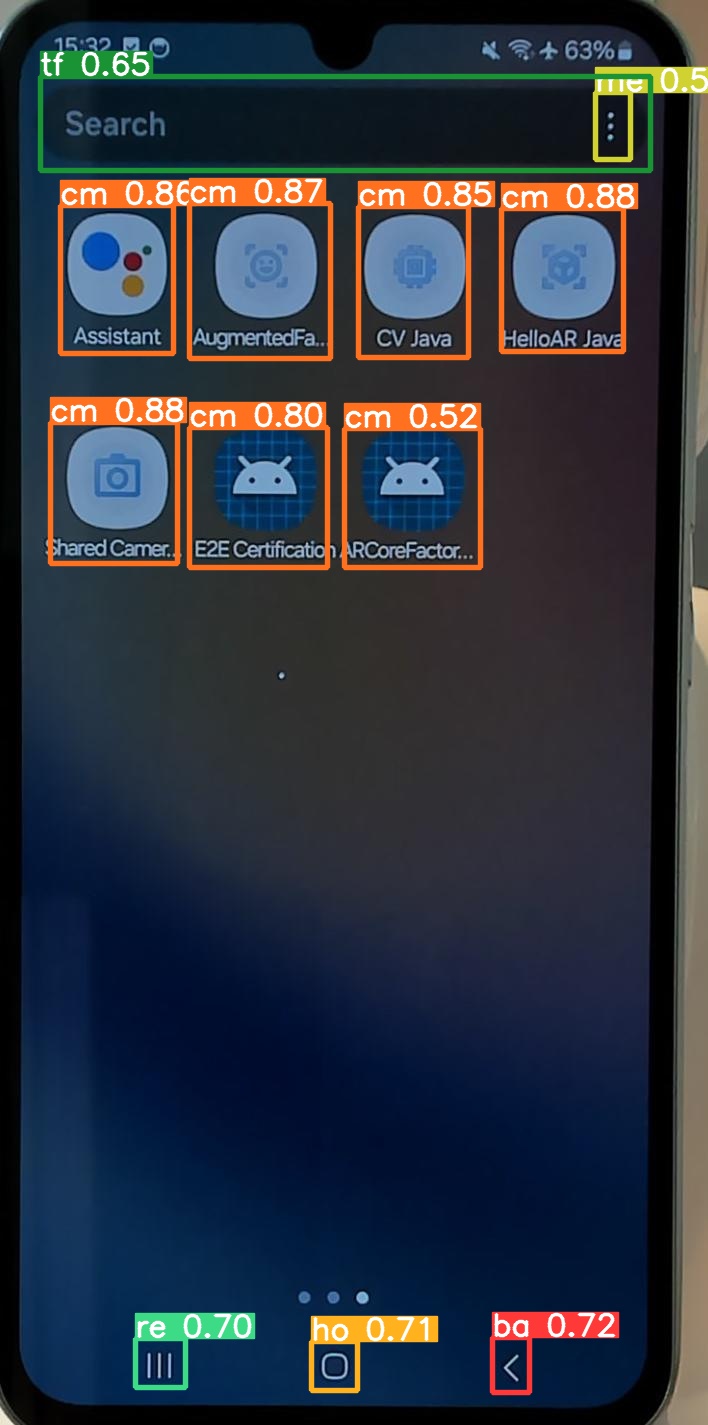 15:32 63%
tf 0.65
me 0.5
Search
cm 0.86 cm 0.87 cm 0.85 cm 0.88
Assistant AugmentedFa... CV Java HelloAR Java
cm 0.88 cm 0.80 cm 0.52
Shared Camer... E2E Certification ARCoreFactor...
re 0.70 ho 0.71 ba 0.72